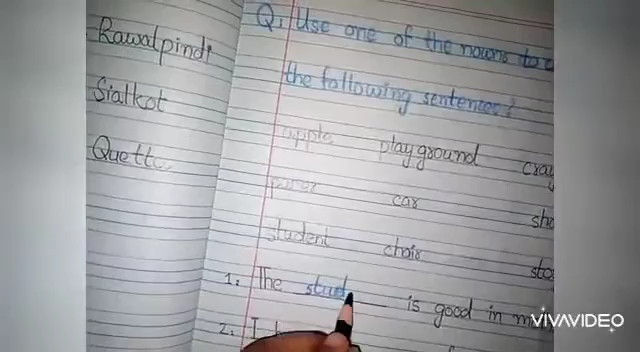 Rawalpindi
Sialkot
Quetta
Q. Use one of the nouns to
the following sentences?
apple playground
car
student chair
1. The stud is good in
2. I
VIVAVIDEO